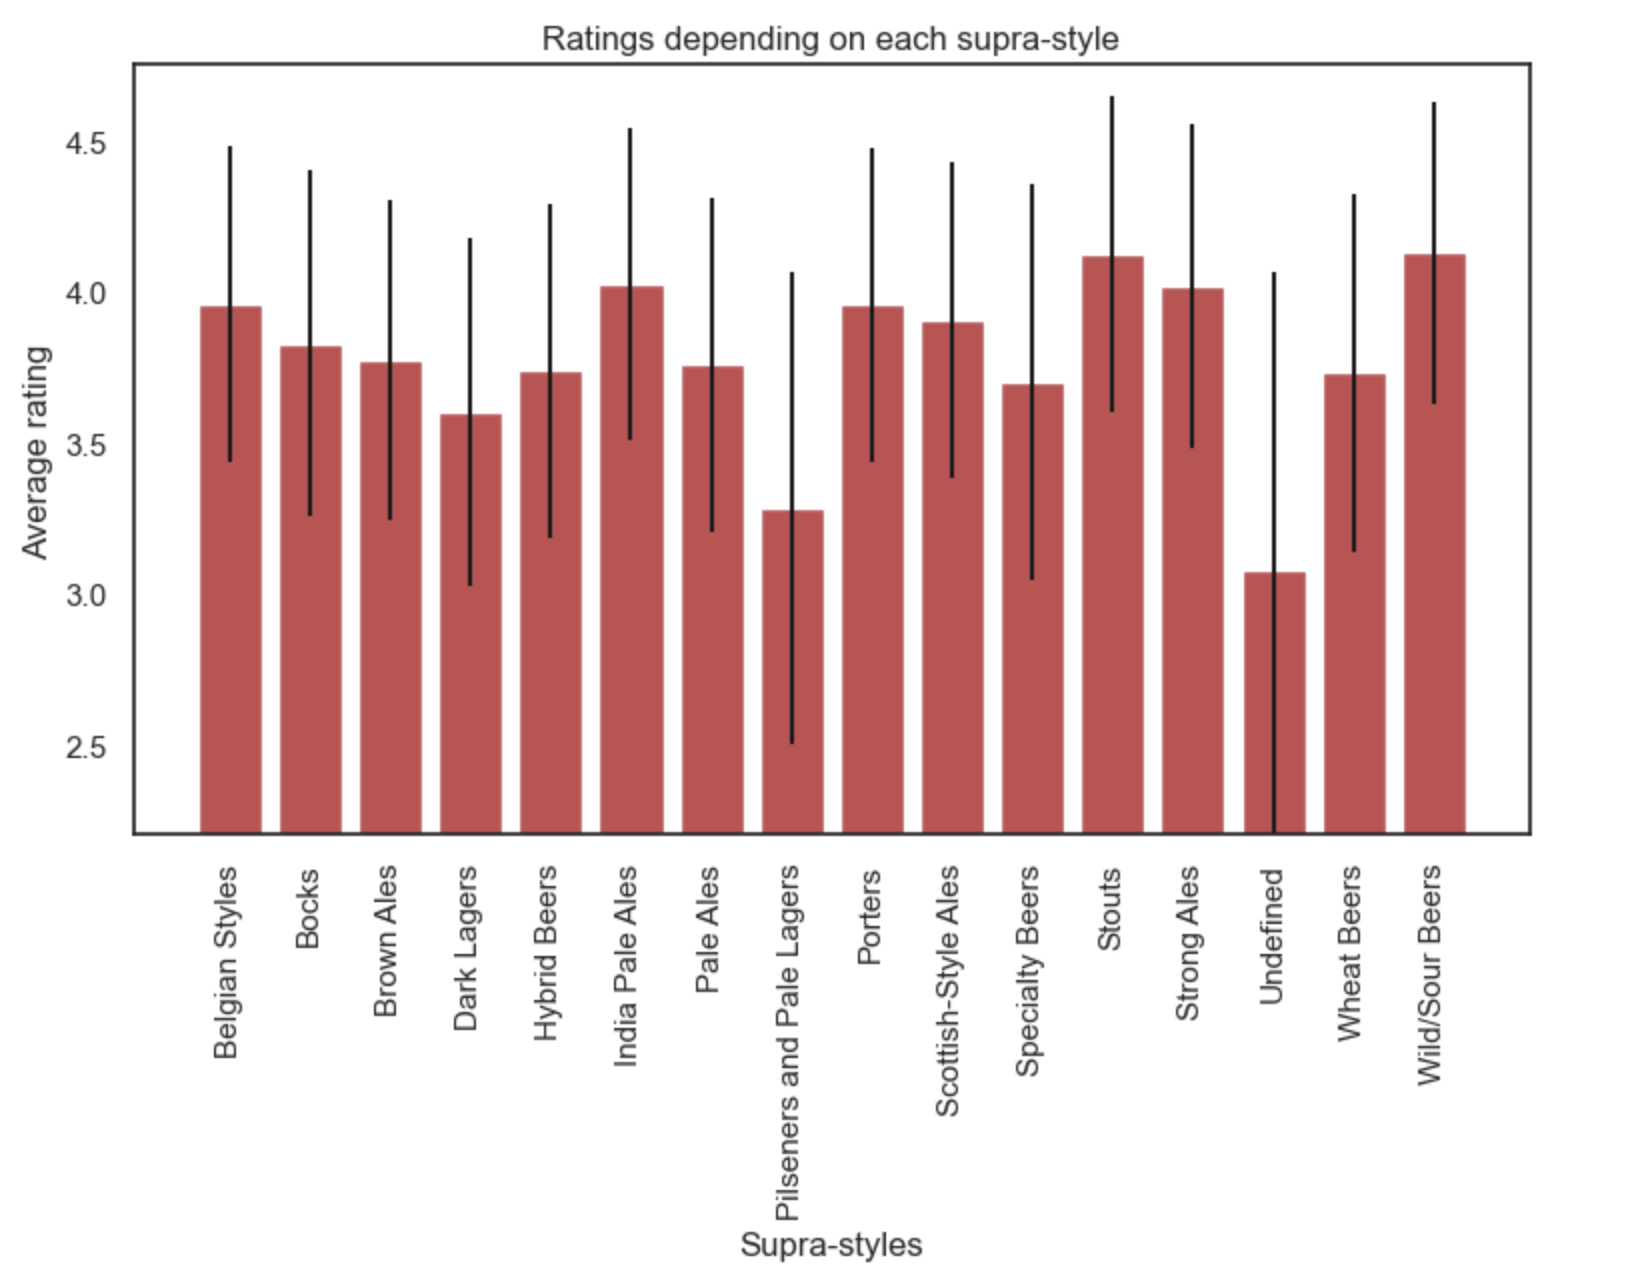 Ratings depending on each supra-style
Average rating
4.5
4.0
3.5
3.0
2.5
Belgian Styles
Bocks
Brown Ales
Dark Lagers
Hybrid Beers
India Pale Ales
Pale Ales
Pilseners and Pale Lagers
Porters
Scottish-Style Ales
Specialty Beers
Stouts
Strong Ales
Undefined
Wheat Beers
Wild/Sour Beers
Supra-styles